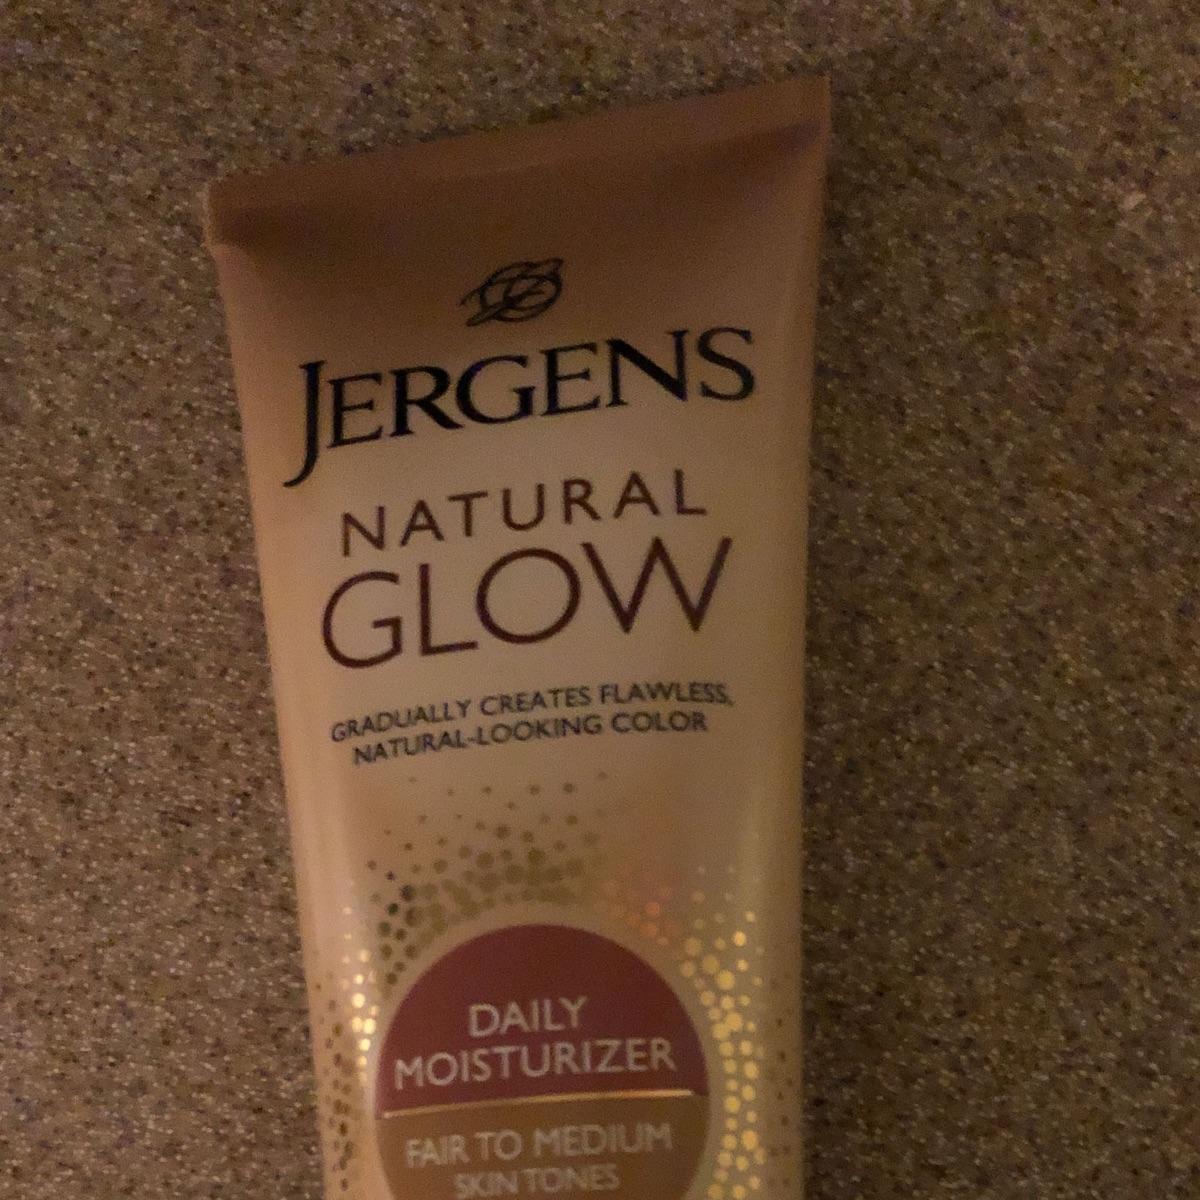 JERGENS
NATURAL
GLOW
GRADUALLY CREATES FLAWLESS,
NATURAL-LOOKING COLOR
DAILY
MOISTURIZER
FAIR TO MEDIUM
SKIN TONES